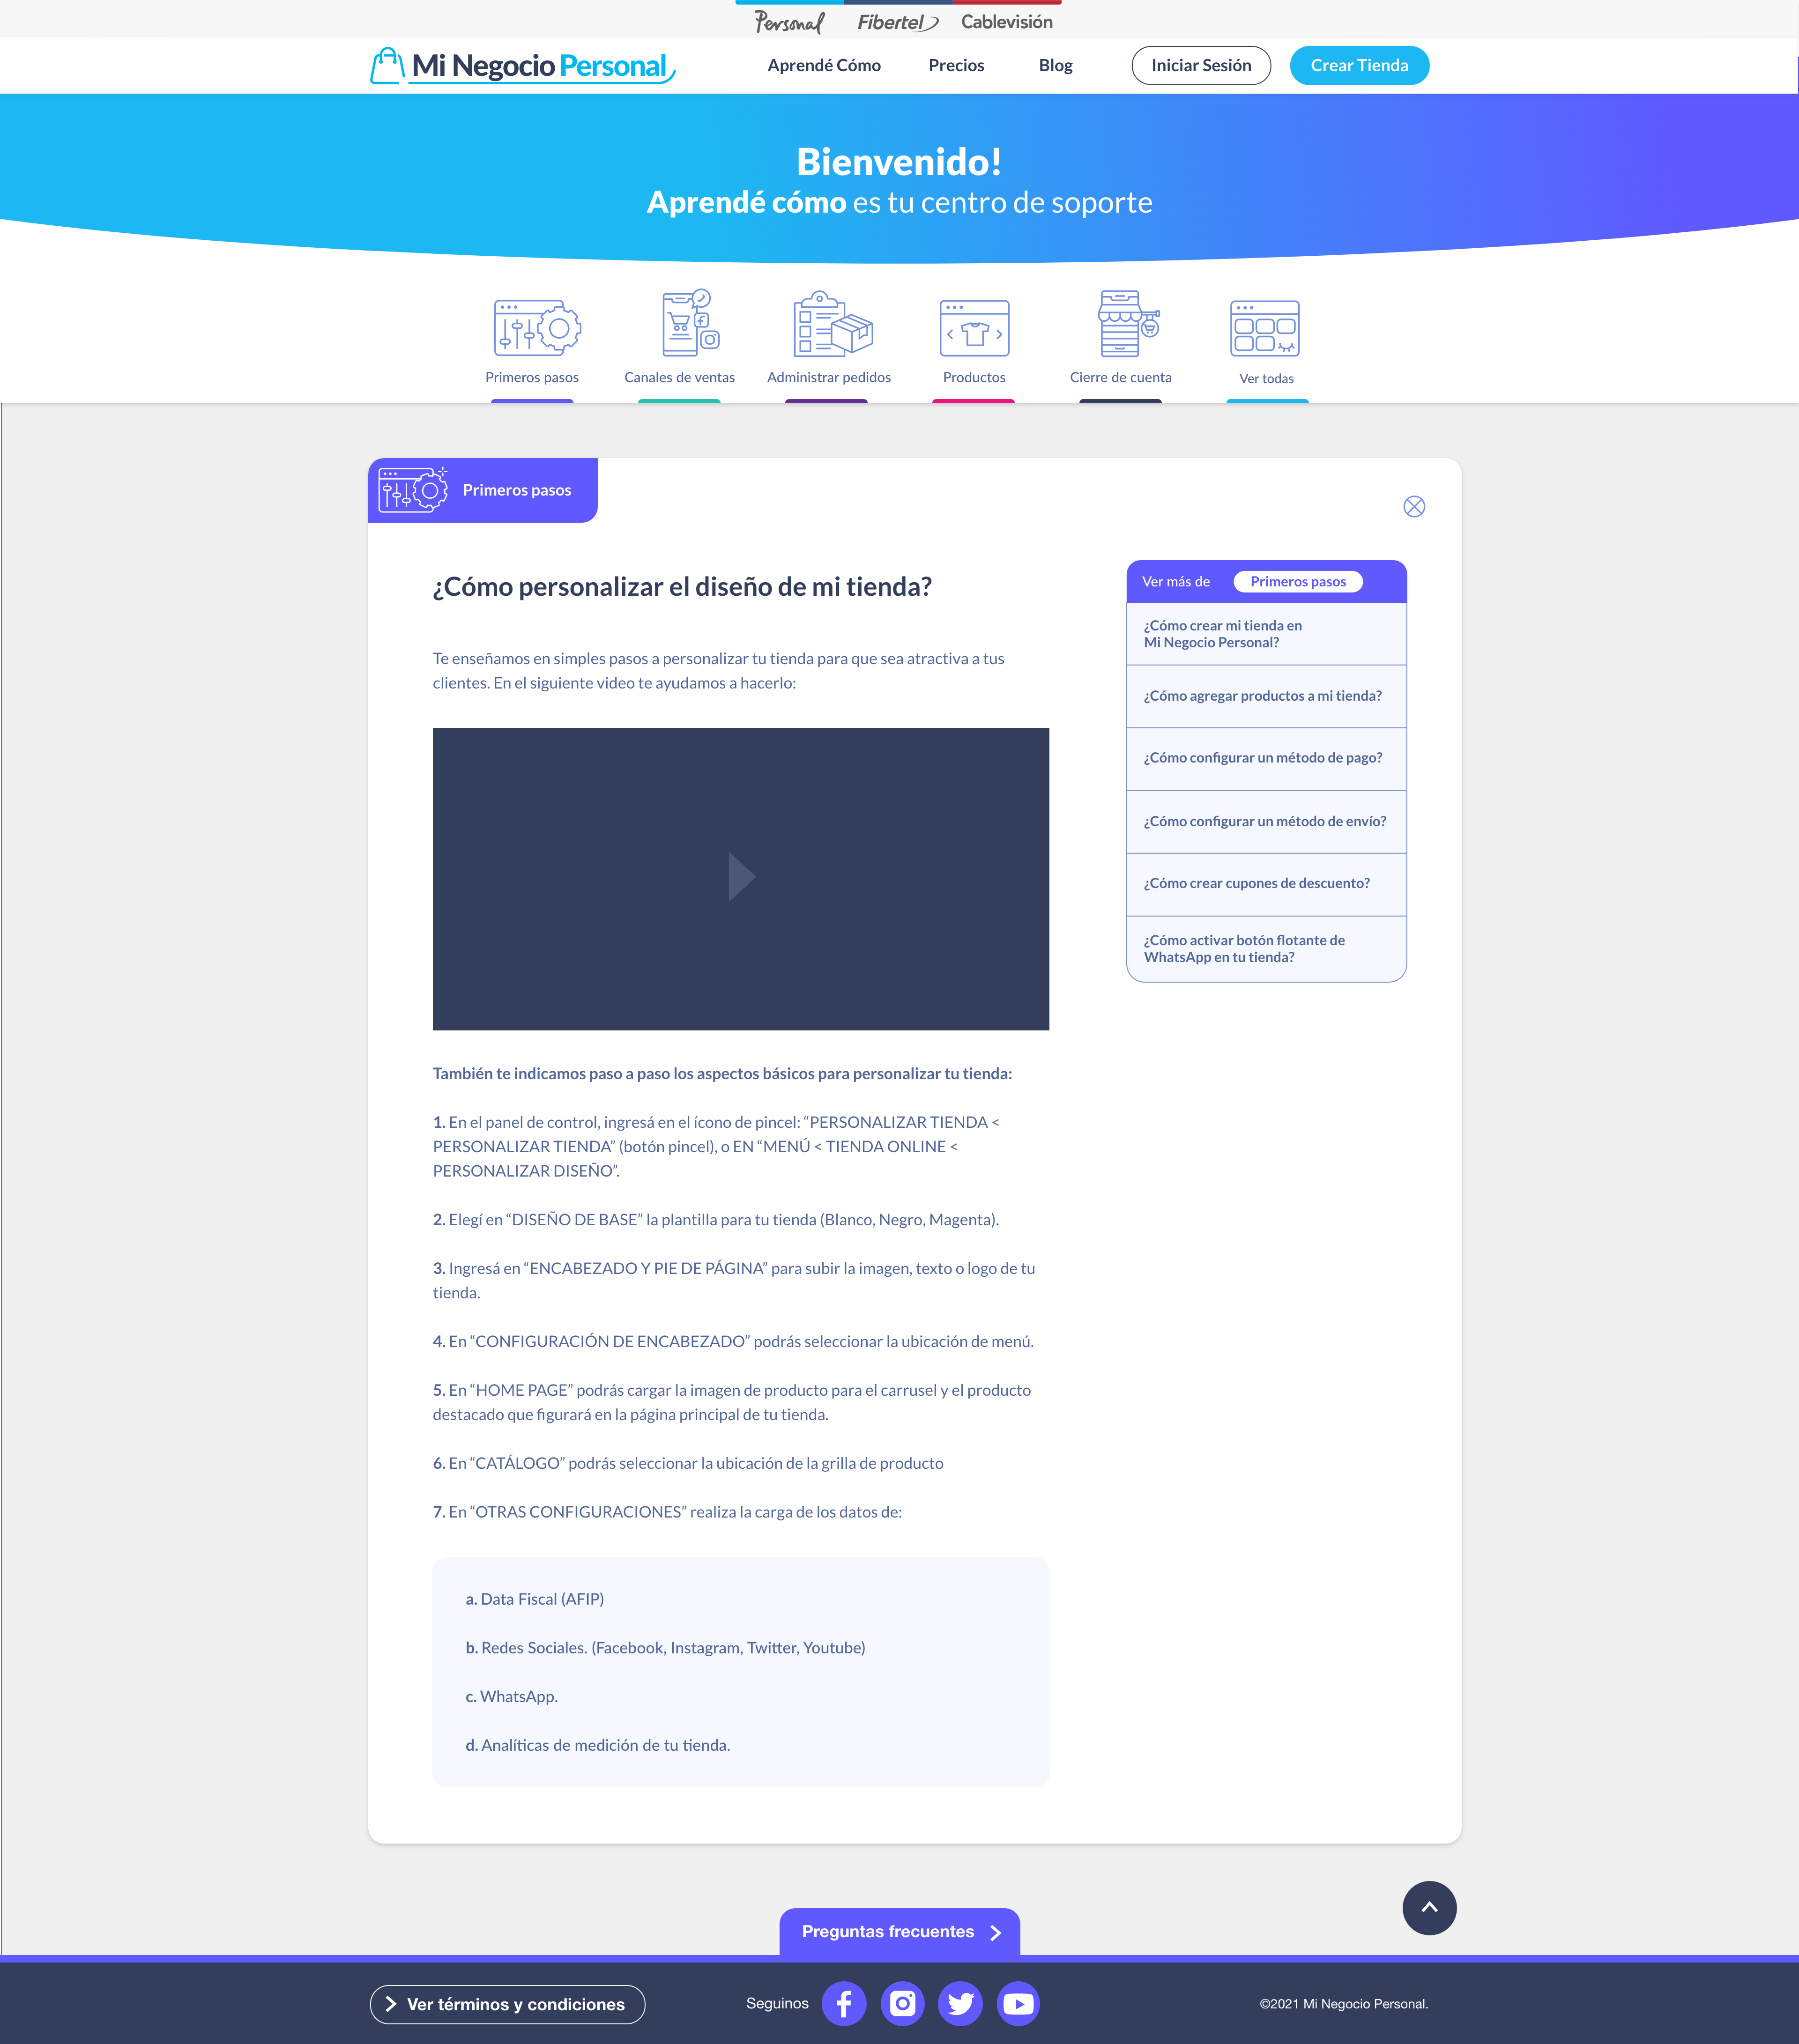 Personal Fibertel Cablevisión
Mi Negocio Personal
Aprendé Cómo Precios Blog Iniciar Sesión Crear Tienda
Bienvenido!
Aprendé cómo es tu centro de soporte
Primeros pasos Canales de ventas Administrar pedidos Productos Cierre de cuenta Ver todas
Primeros pasos
¿Cómo personalizar el diseño de mi tienda?
Te enseñamos en simples pasos a personalizar tu tienda para que sea atractiva a tus
clientes. En el siguiente video te ayudamos a hacerlo:
También te indicamos paso a paso los aspectos básicos para personalizar tu tienda:
1. En el panel de control, ingresá en el ícono de pincel: “PERSONALIZAR TIENDA <
PERSONALIZAR TIENDA” (botón pincel), o EN “MENÚ < TIENDA ONLINE <
PERSONALIZAR DISEÑO”.
2. Elegí en “DISEÑO DE BASE” la plantilla para tu tienda (Blanco, Negro, Magenta).
3. Ingresá en “ENCABEZADO Y PIE DE PÁGINA” para subir la imagen, texto o logo de tu
tienda.
4. En “CONFIGURACIÓN DE ENCABEZADO” podrás seleccionar la ubicación de menú.
5. En “HOME PAGE” podrás cargar la imagen de producto para el carrusel y el producto
destacado que figurará en la página principal de tu tienda.
6. En “CATÁLOGO” podrás seleccionar la ubicación de la grilla de producto
7. En “OTRAS CONFIGURACIONES” realiza la carga de los datos de:
a. Data Fiscal (AFIP)
b. Redes Sociales. (Facebook, Instagram, Twitter, Youtube)
c. WhatsApp.
d. Analíticas de medición de tu tienda.
Ver más de Primeros pasos
¿Cómo crear mi tienda en
Mi Negocio Personal?
¿Cómo agregar productos a mi tienda?
¿Cómo configurar un método de pago?
¿Cómo configurar un método de envío?
¿Cómo crear cupones de descuento?
¿Cómo activar botón flotante de
WhatsApp en tu tienda?
Preguntas frecuentes
Ver términos y condiciones Seguinos ©2021 Mi Negocio Personal.